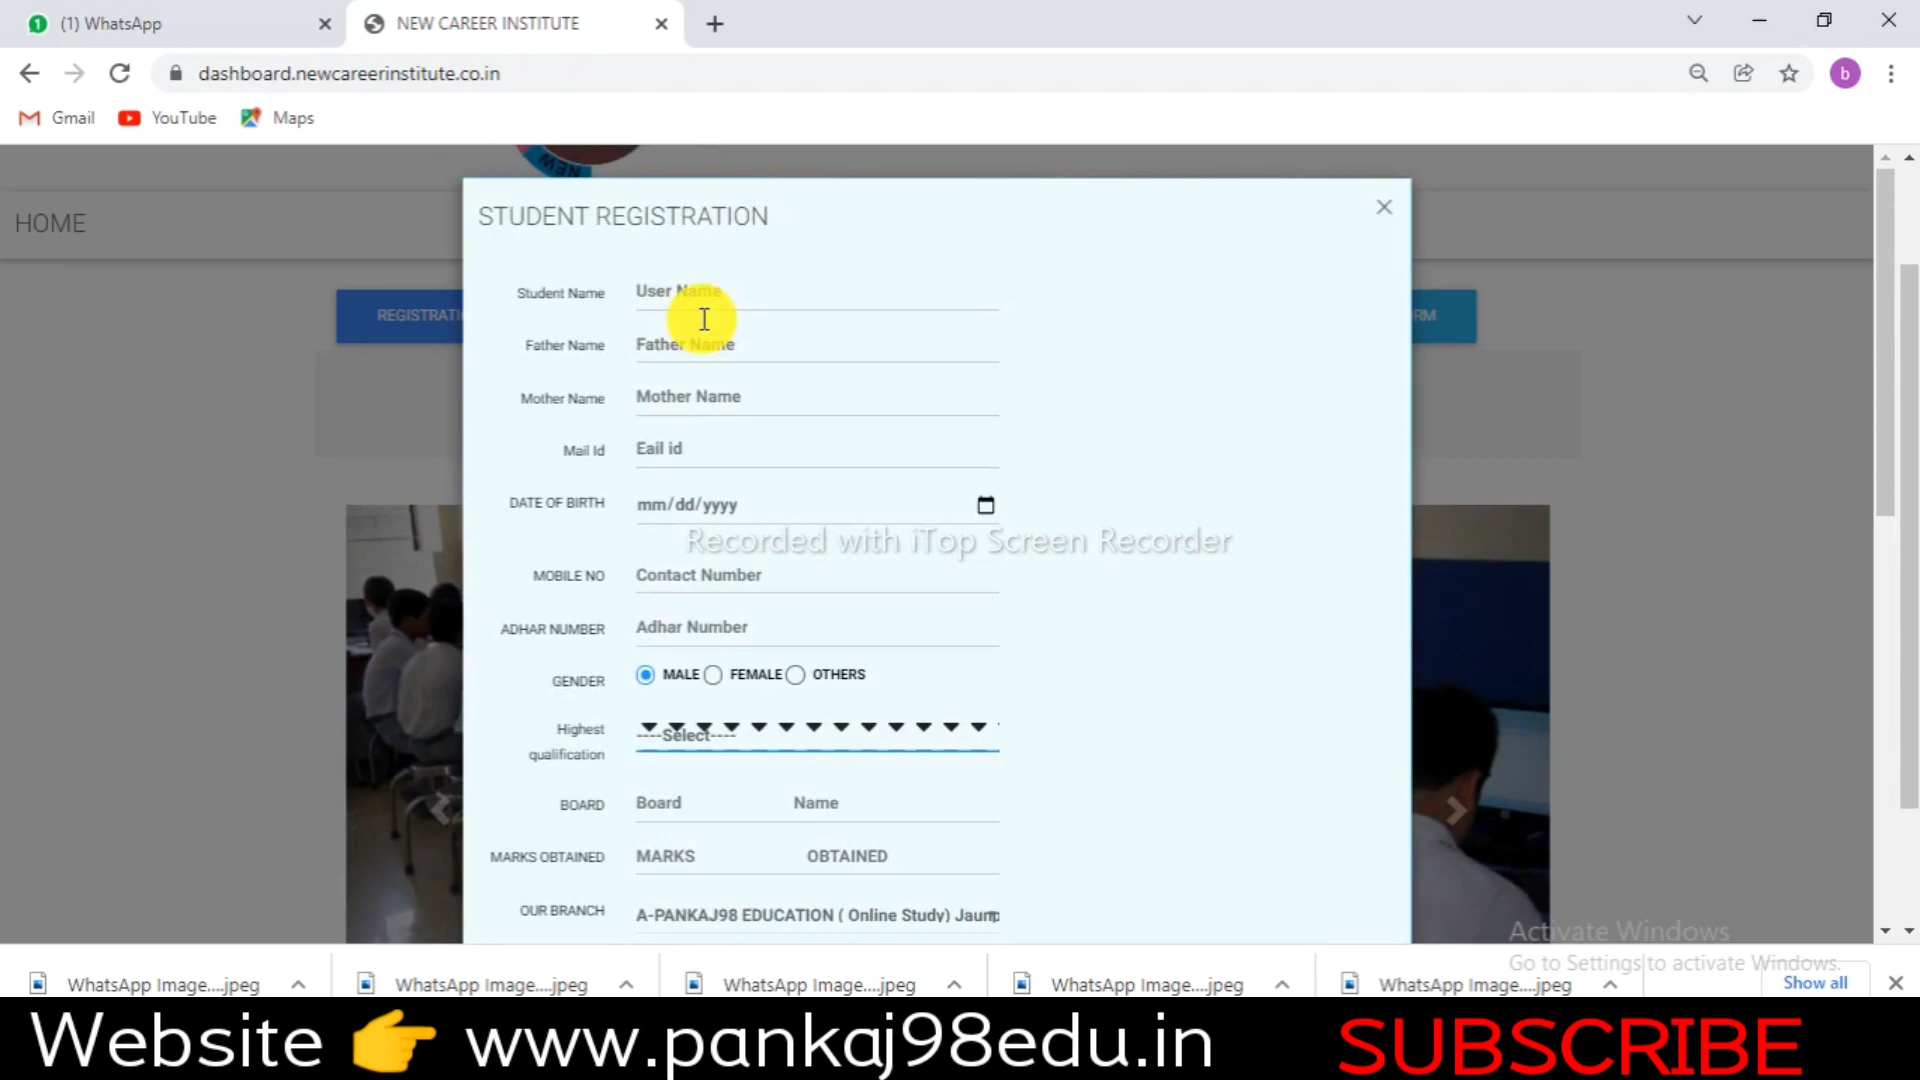 (1) WhatsApp
NEW CAREER INSTITUTE
dashboard.newcareerinstitute.co.in
b
Gmail
YouTube
Maps
NEW
HOME
STUDENT REGISTRATION
REGISTRATI
RM
Student Name
User Name
Father Name
Father Name
Mother Name
Mother Name
Mail Id
Eail id
DATE OF BIRTH
mm/dd/yyyy
Recorded with iTop Screen Recorder
MOBILE NO
Contact Number
ADHAR NUMBER
Adhar Number
GENDER
MALE FEMALE OTHERS
Highest qualification
----Select----
BOARD
Board Name
MARKS OBTAINED
MARKS OBTAINED
OUR BRANCH
A-PANKAJ98 EDUCATION ( Online Study) Jaunp
Activate Windows
Go to Settings to activate Windows.
WhatsApp Image....jpeg
WhatsApp Image....jpeg
WhatsApp Image....jpeg
WhatsApp Image....jpeg
WhatsApp Image....jpeg
Show all
Website 👉 www.pankaj98edu.in
SUBSCRIBE